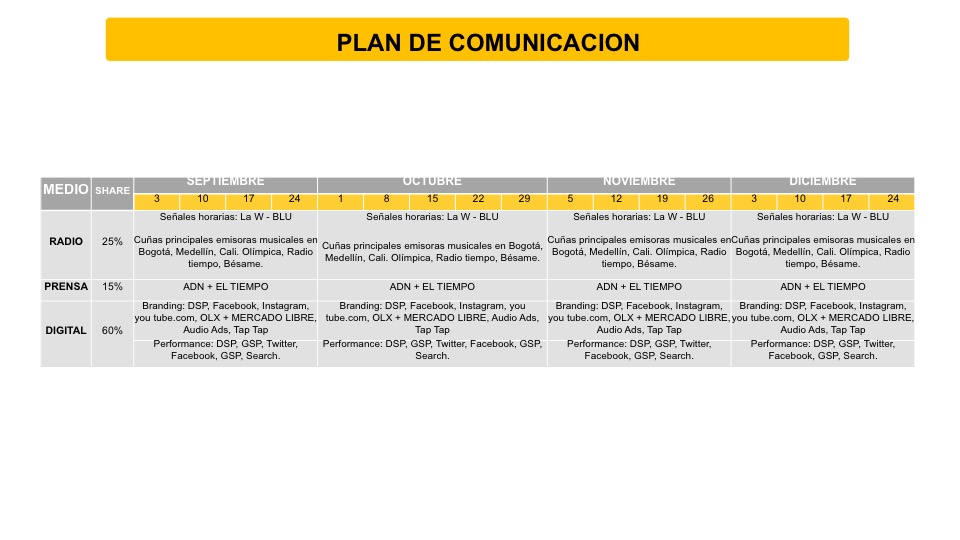 PLAN DE COMUNICACION
MEDIO SHARE SEPTIEMBRE OCTUBRE NOVIEMBRE DICIEMBRE
3 10 17 24 1 8 15 22 29 5 12 19 26 3 10 17 24
RADIO 25%
Señales horarias: La W - BLU
Cuñas principales emisoras musicales en
Bogotá, Medellín, Cali. Olímpica, Radio
tiempo, Bésame.
Señales horarias: La W - BLU
Cuñas principales emisoras musicales en Bogotá,
Medellín, Cali. Olímpica, Radio tiempo, Bésame.
Señales horarias: La W - BLU
Cuñas principales emisoras musicales en
Bogotá, Medellín, Cali. Olímpica, Radio
tiempo, Bésame.
Señales horarias: La W - BLU
Cuñas principales emisoras musicales en
Bogotá, Medellín, Cali. Olímpica, Radio
tiempo, Bésame.
PRENSA 15% ADN + EL TIEMPO ADN + EL TIEMPO ADN + EL TIEMPO ADN + EL TIEMPO
DIGITAL 60%
Branding: DSP, Facebook, Instagram,
you tube.com, OLX + MERCADO LIBRE,
Audio Ads, Tap Tap
Branding: DSP, Facebook, Instagram, you
tube.com, OLX + MERCADO LIBRE, Audio Ads,
Tap Tap
Branding: DSP, Facebook, Instagram,
you tube.com, OLX + MERCADO LIBRE,
Audio Ads, Tap Tap
Branding: DSP, Facebook, Instagram,
you tube.com, OLX + MERCADO LIBRE,
Audio Ads, Tap Tap
Performance: DSP, GSP, Twitter,
Facebook, GSP, Search.
Performance: DSP, GSP, Twitter, Facebook, GSP,
Search.
Performance: DSP, GSP, Twitter,
Facebook, GSP, Search.
Performance: DSP, GSP, Twitter,
Facebook, GSP, Search.